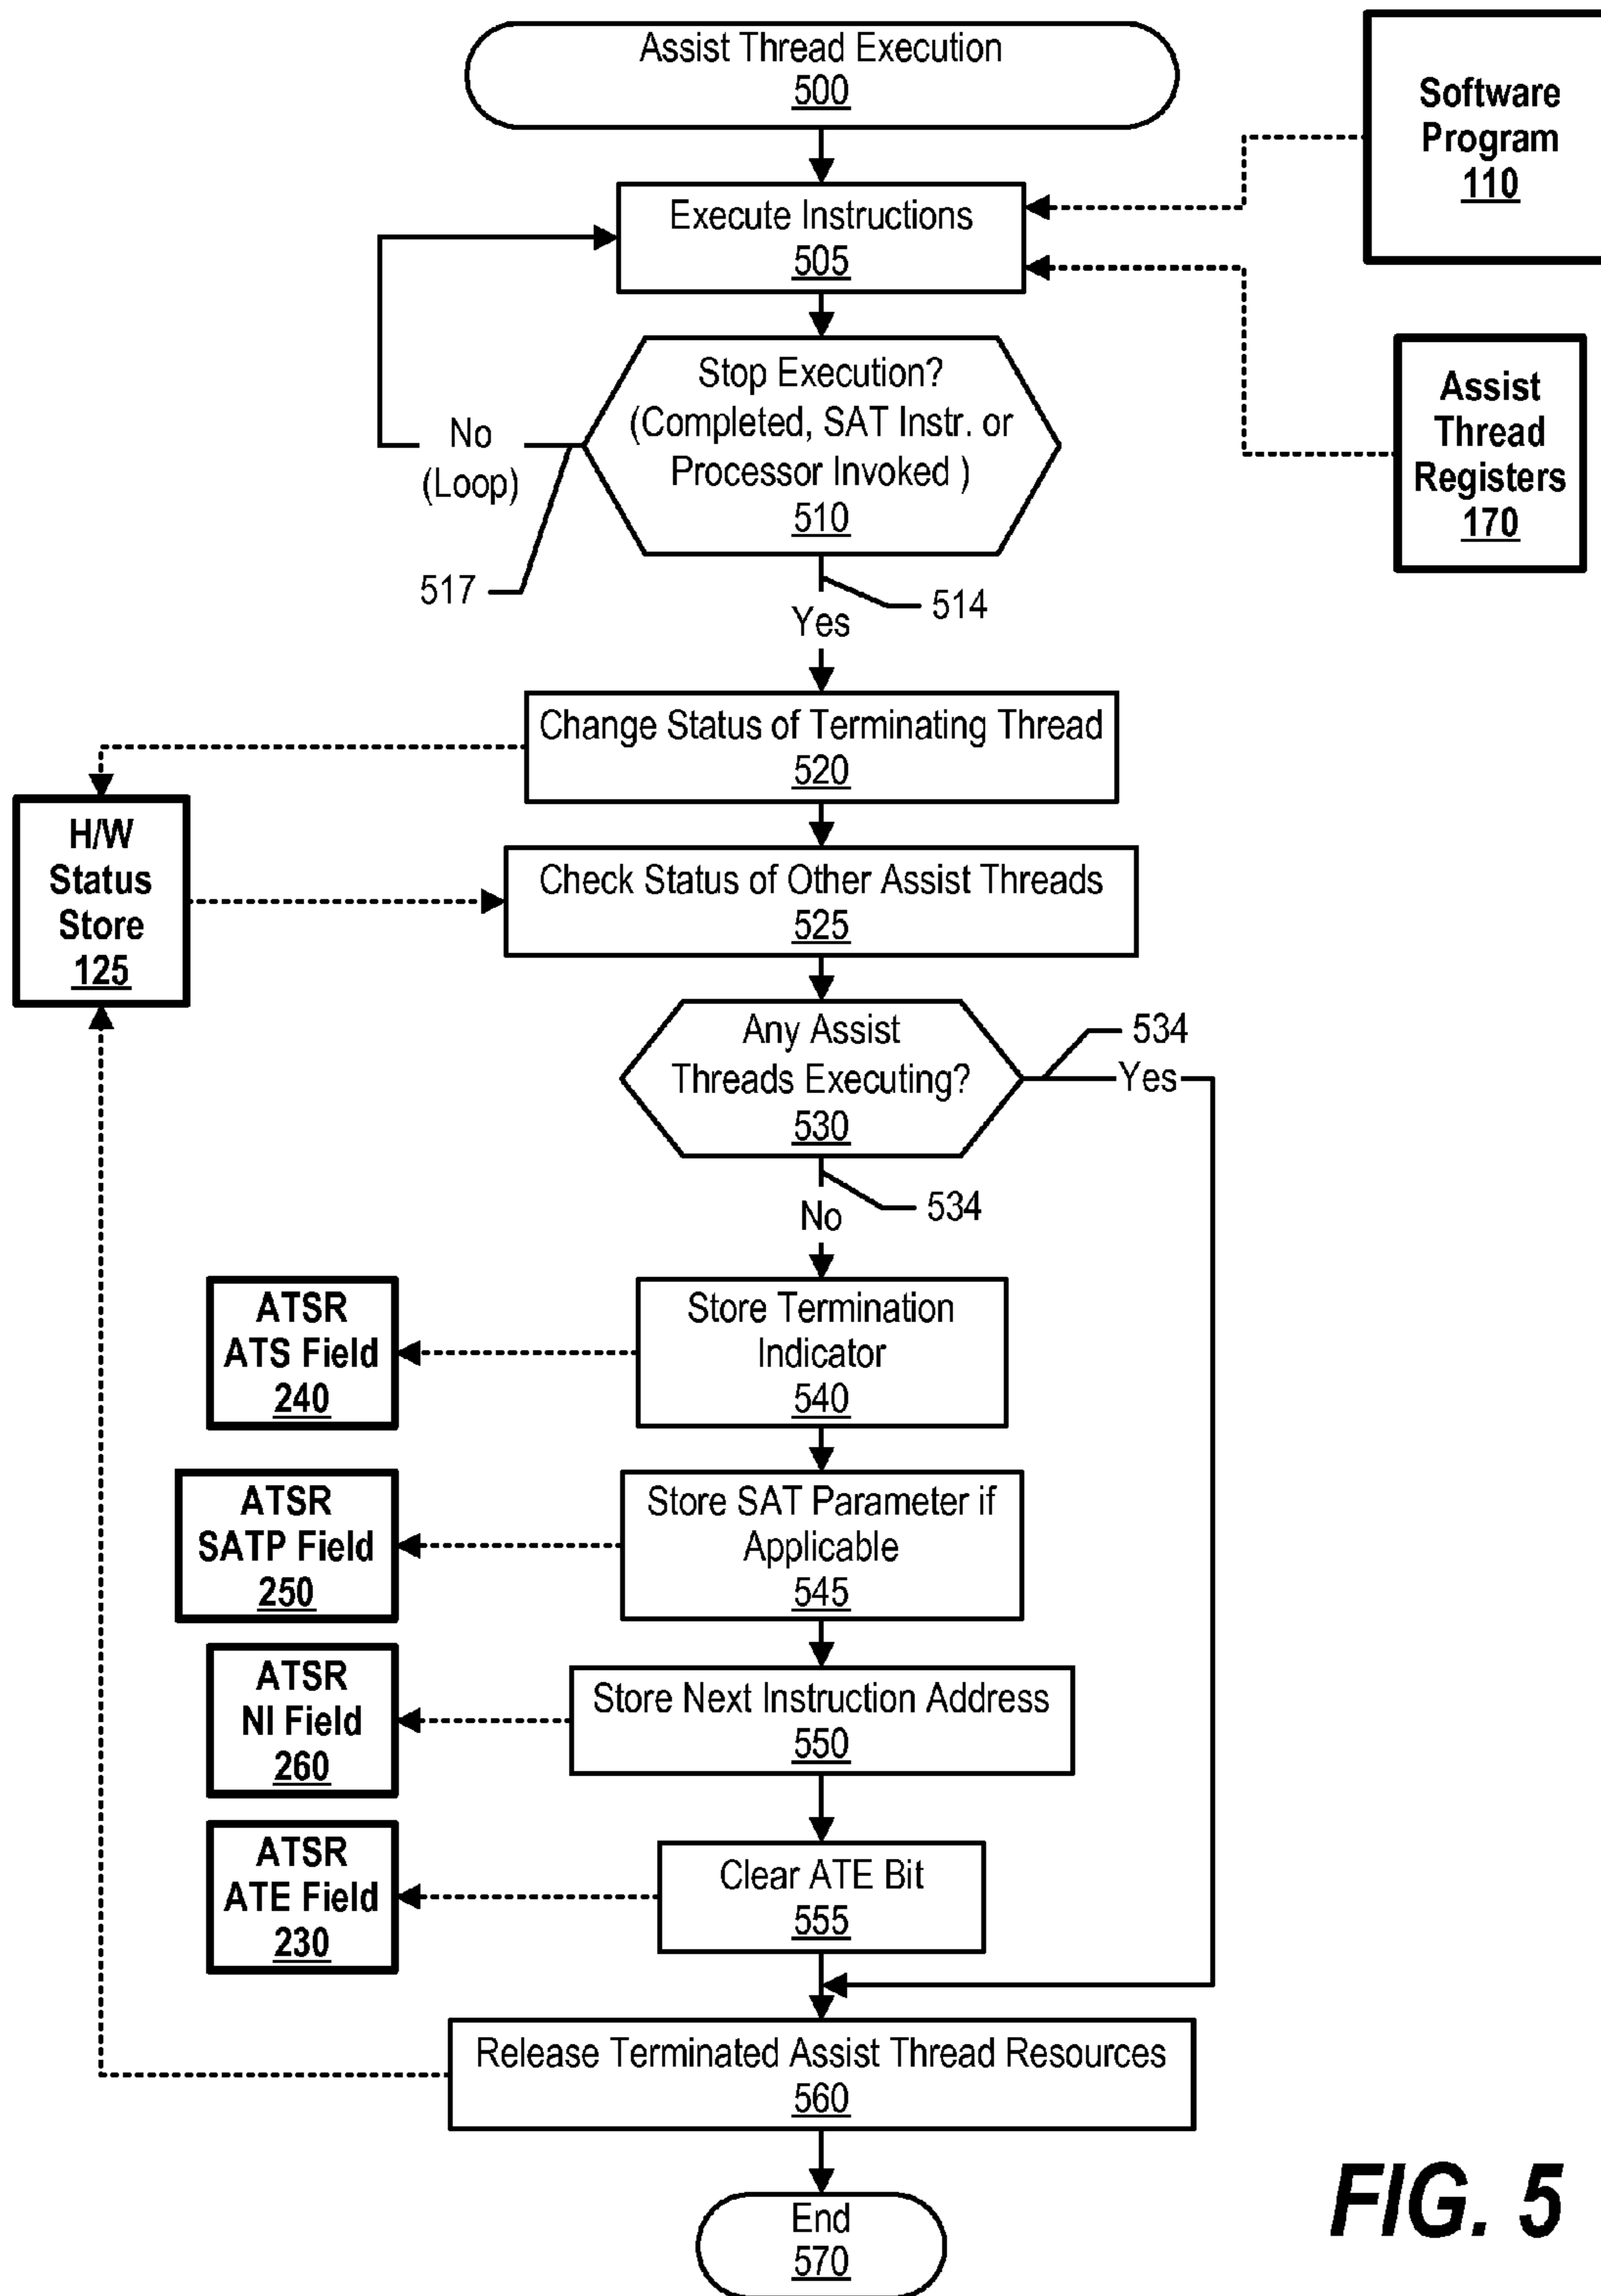 Assist Thread Execution
500
Software
Program
110
Execute Instructions
505
Assist
Thread
Registers
170
Stop Execution?
(Completed, SAT Instr. or
Processor Invoked )
510
No
(Loop)
517
514
Yes
Change Status of Terminating Thread
520
H/W
Status
Store
125
Check Status of Other Assist Threads
525
Any Assist
Threads Executing?
530
534
Yes
534
No
ATSR
ATS Field
240
Store Termination
Indicator
540
ATSR
SATP Field
250
Store SAT Parameter if
Applicable
545
ATSR
NI Field
260
Store Next Instruction Address
550
ATSR
ATE Field
230
Clear ATE Bit
555
Release Terminated Assist Thread Resources
560
End
570
FIG. 5